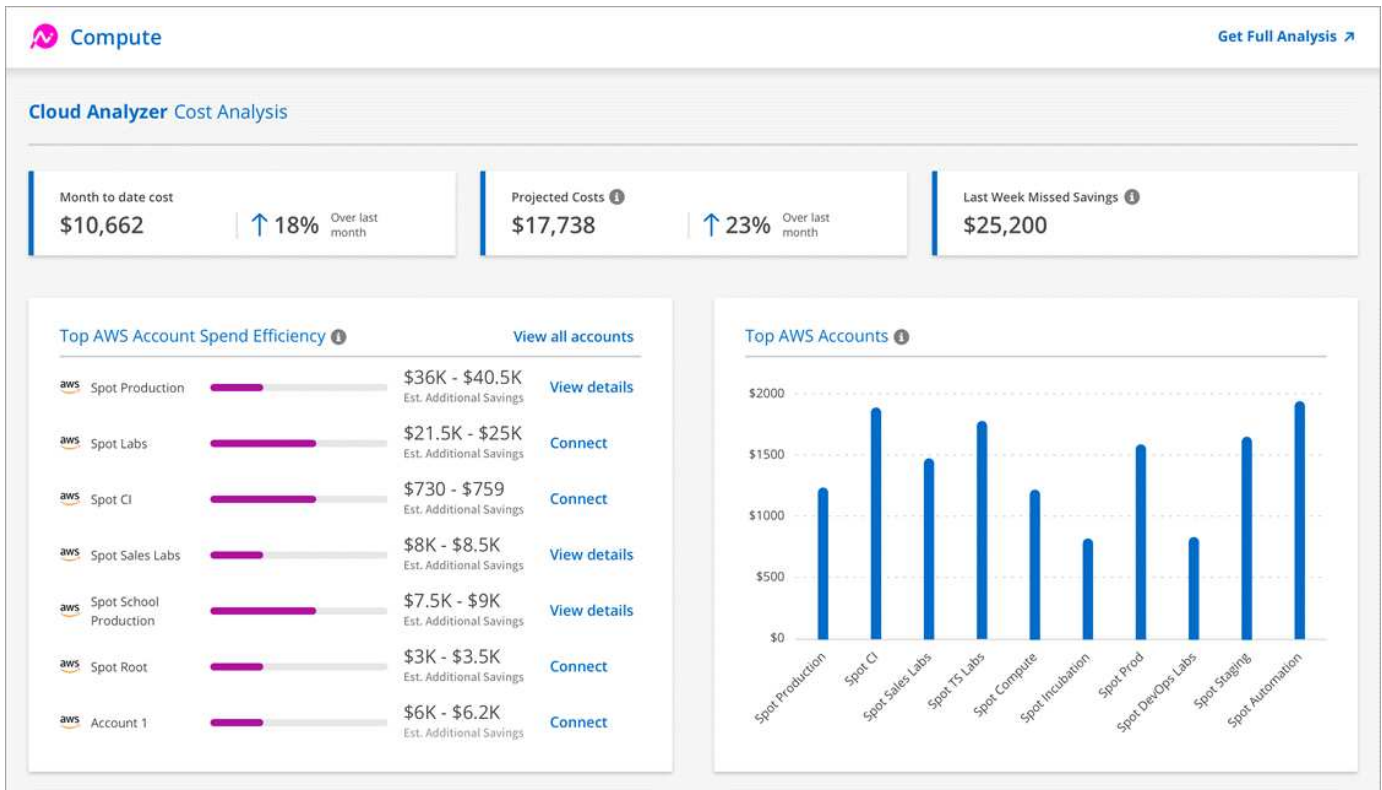 Compute
Get Full Analysis
Cloud Analyzer Cost Analysis
Month to date cost
$10,662
18%
Over last
month
Projected Costs
$17,738
23%
Over last
month
Last Week Missed Savings
$25,200
Top AWS Account Spend Efficiency
View all accounts
aws Spot Production
$36K - $40.5K
Est. Additional Savings
View details
aws Spot Labs
$21.5K - $25K
Est. Additional Savings
Connect
aws Spot CI
$730 - $759
Est. Additional Savings
Connect
aws Spot Sales Labs
$8K - $8.5K
Est. Additional Savings
View details
aws Spot School
Production
$7.5K - $9K
Est. Additional Savings
View details
aws Spot Root
$3K - $3.5K
Est. Additional Savings
Connect
aws Account 1
$6K - $6.2K
Est. Additional Savings
Connect
Top AWS Accounts
$2000
$1500
$1000
$500
$0
Spot Production
Spot CI
Spot Sales Labs
Spot TS Labs
Spot Compute
Spot Incubation
Spot Prod
Spot DevOps Labs
Spot Staging
Spot Automation